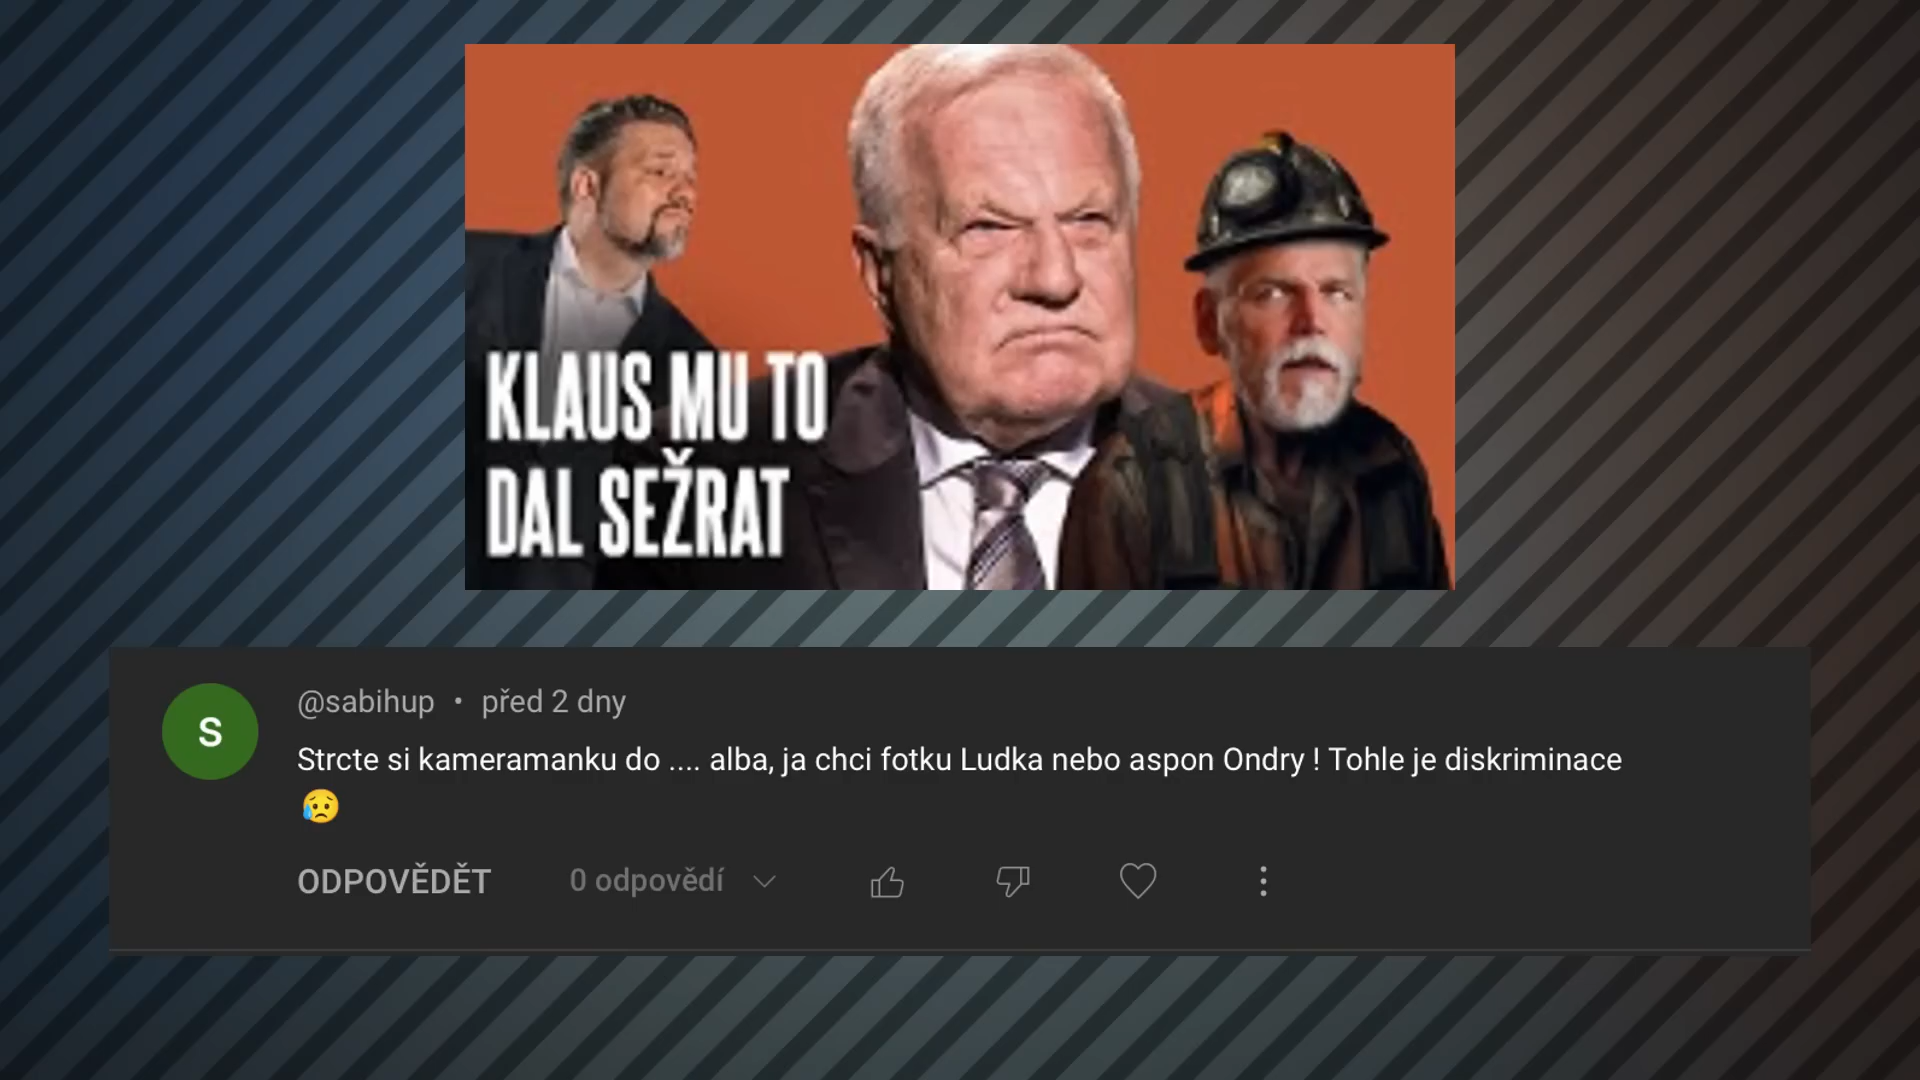 KLAUS MU TO
DAL SEŽRAT
S
@sabihup • před 2 dny
Strcte si kameramanku do .... alba, ja chci fotku Ludka nebo aspon Ondry ! Tohle je diskriminace
😥
ODPOVĚDĚT 0 odpovědí